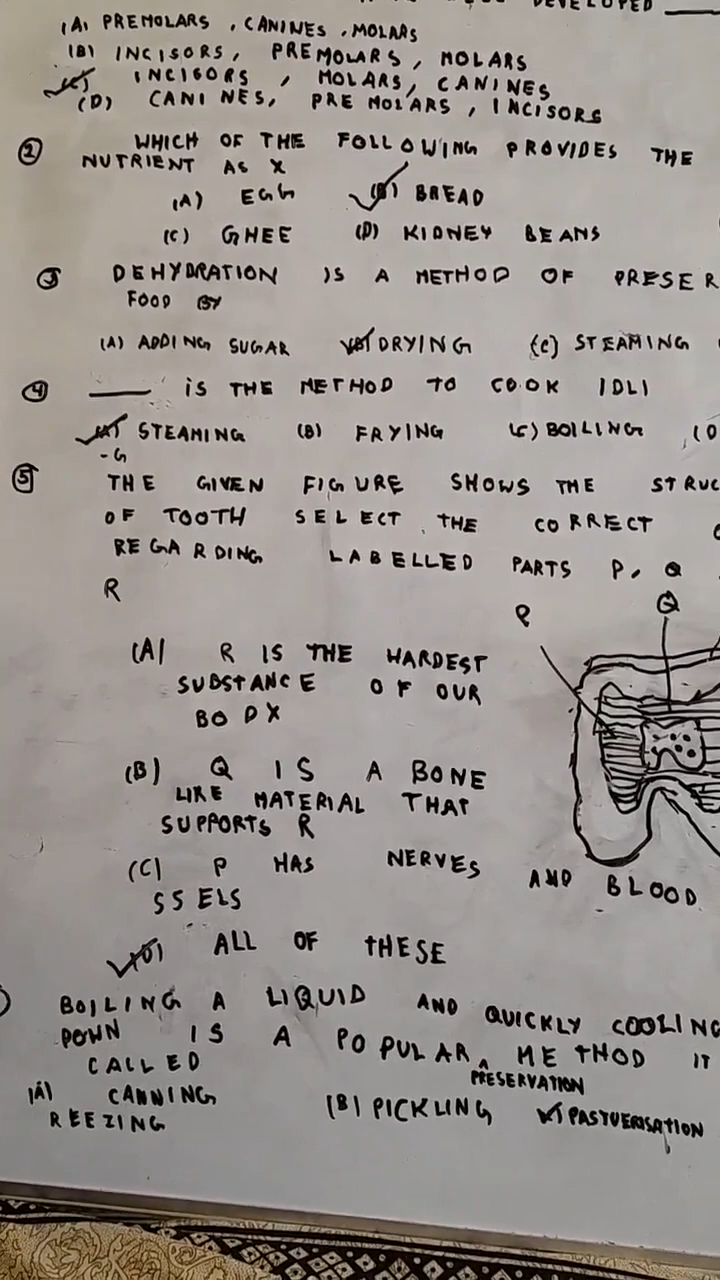 DEVELOPED ____
(A) PREMOLARS, CANINES, MOLARS
(B) INCISORS, PREMOLARS, MOLARS
(C) INCISORS, MOLARS, CANINES
(D) CANINES, PREMOLARS, INCISORS
② WHICH OF THE FOLLOWING PROVIDES THE
NUTRIENT AS X
(A) EGG (B) BREAD
(C) GHEE (D) KIDNEY BEANS
③ DEHYDRATION IS A METHOD OF PRESER
FOOD BY
(A) ADDING SUGAR (B) DRYING (C) STEAMING
④ ____ IS THE METHOD TO COOK IDLI
(A) STEAMING (B) FRYING (C) BOILING (D
-G
⑤ THE GIVEN FIGURE SHOWS THE STRUC
OF TOOTH SELECT THE CORRECT
REGARDING LABELLED PARTS P, Q
R
P Q
(A) R IS THE HARDEST
SUBSTANCE OF OUR
BODX
(B) Q IS A BONE
LIKE MATERIAL THAT
SUPPORTS R
(C) P HAS NERVES AND BLOOD
SSELS
(D) ALL OF THESE
BOILING A LIQUID AND QUICKLY COOLING
DOWN IS A POPULAR METHOD IT
PRESERVATION
CALLED
(A) CANNING (B) PICKLING (C) PASTUERISATION
REEZING